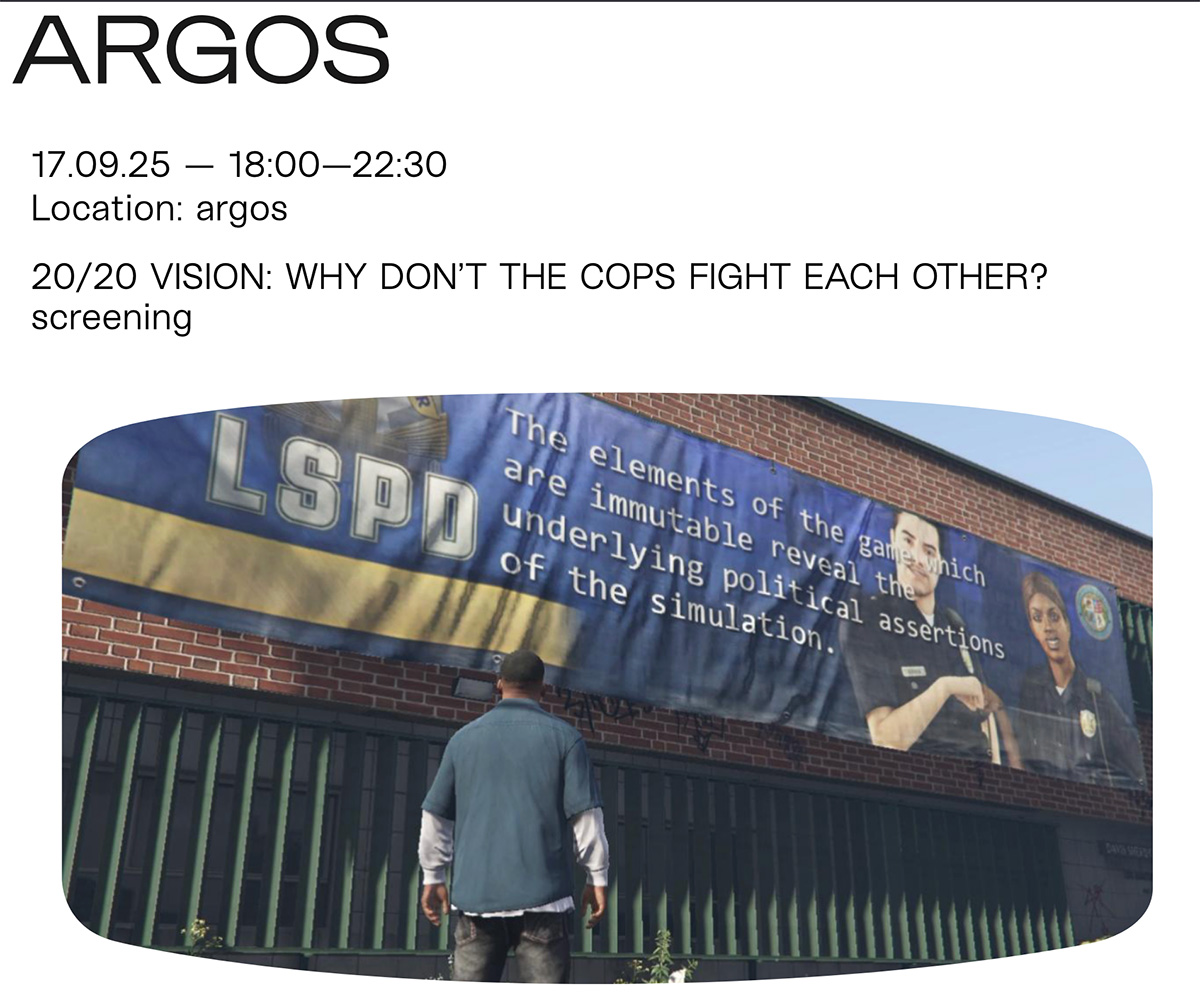 ARGOS
17.09.25 — 18:00—22:30
Location: argos
20/20 VISION: WHY DON’T THE COPS FIGHT EACH OTHER?
screening
LSPD
The elements of the game which
are immutable reveal the
underlying political assertions
of the simulation.